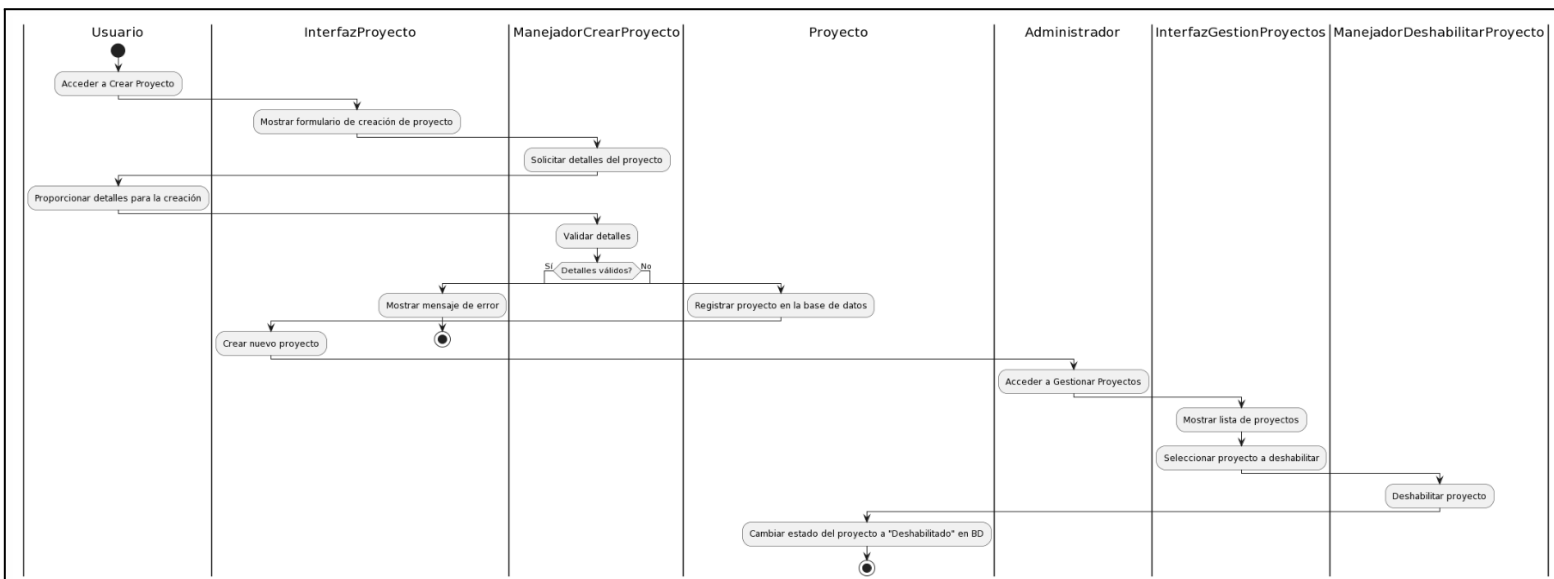 Usuario
InterfazProyecto
ManejadorCrearProyecto
Proyecto
Administrador
InterfazGestionProyectos
ManejadorDeshabilitarProyecto
Acceder a Crear Proyecto
Mostrar formulario de creación de proyecto
Solicitar detalles del proyecto
Proporcionar detalles para la creación
Validar detalles
Sí
Detalles válidos?
No
Mostrar mensaje de error
Registrar proyecto en la base de datos
Crear nuevo proyecto
Acceder a Gestionar Proyectos
Mostrar lista de proyectos
Seleccionar proyecto a deshabilitar
Deshabilitar proyecto
Cambiar estado del proyecto a "Deshabilitado" en BD